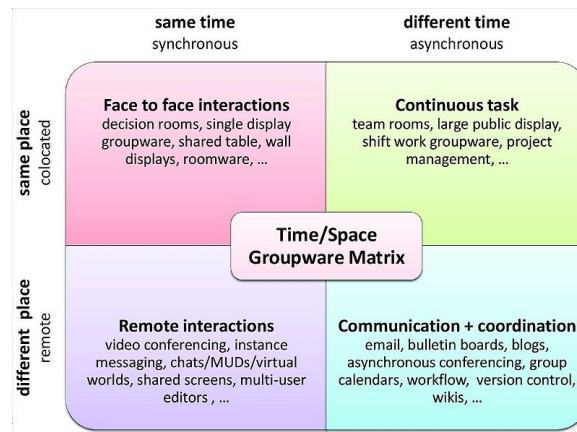 same time
synchronous
different time
asynchronous
same place
colocated
Face to face interactions
decision rooms, single display
groupware, shared table, wall
displays, roomware, ...
Continuous task
team rooms, large public display,
shift work groupware, project
management, ...
Time/Space
Groupware Matrix
different place
remote
Remote interactions
video conferencing, instance
messaging, chats/MUDs/virtual
worlds, shared screens, multi-user
editors , ...
Communication + coordination
email, bulletin boards, blogs,
asynchronous conferencing, group
calendars, workflow, version control,
wikis, ...